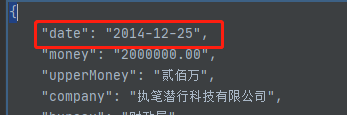 {
"date": "2014-12-25",
"money": "2000000.00",
"upperMoney": "贰佰万",
"company": "执笔潜行科技有限公司",